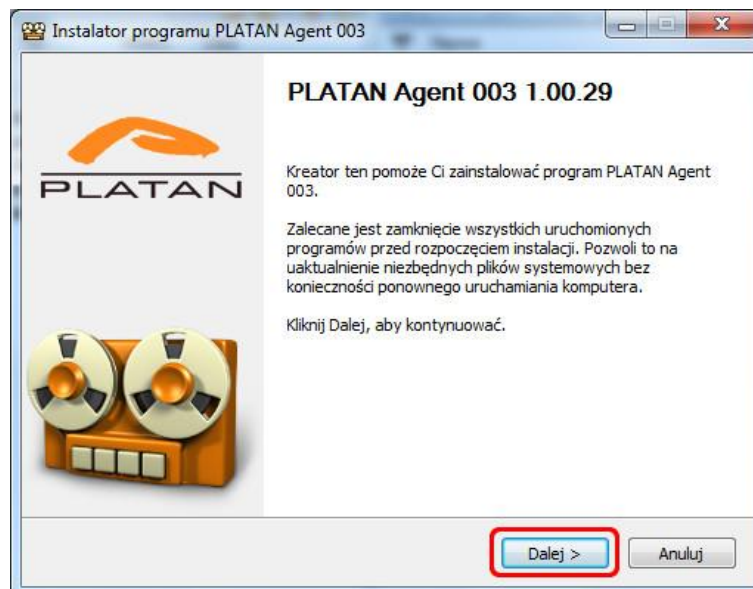 Instalator programu PLATAN Agent 003
PLATAN Agent 003 1.00.29
PLATAN
Kreator ten pomoże Ci zainstalować program PLATAN Agent
003.
Zalecane jest zamknięcie wszystkich uruchomionych
programów przed rozpoczęciem instalacji. Pozwoli to na
uaktualnienie niezbędnych plików systemowych bez
konieczności ponownego uruchamiania komputera.
Kliknij Dalej, aby kontynuować.
Dalej >
Anuluj